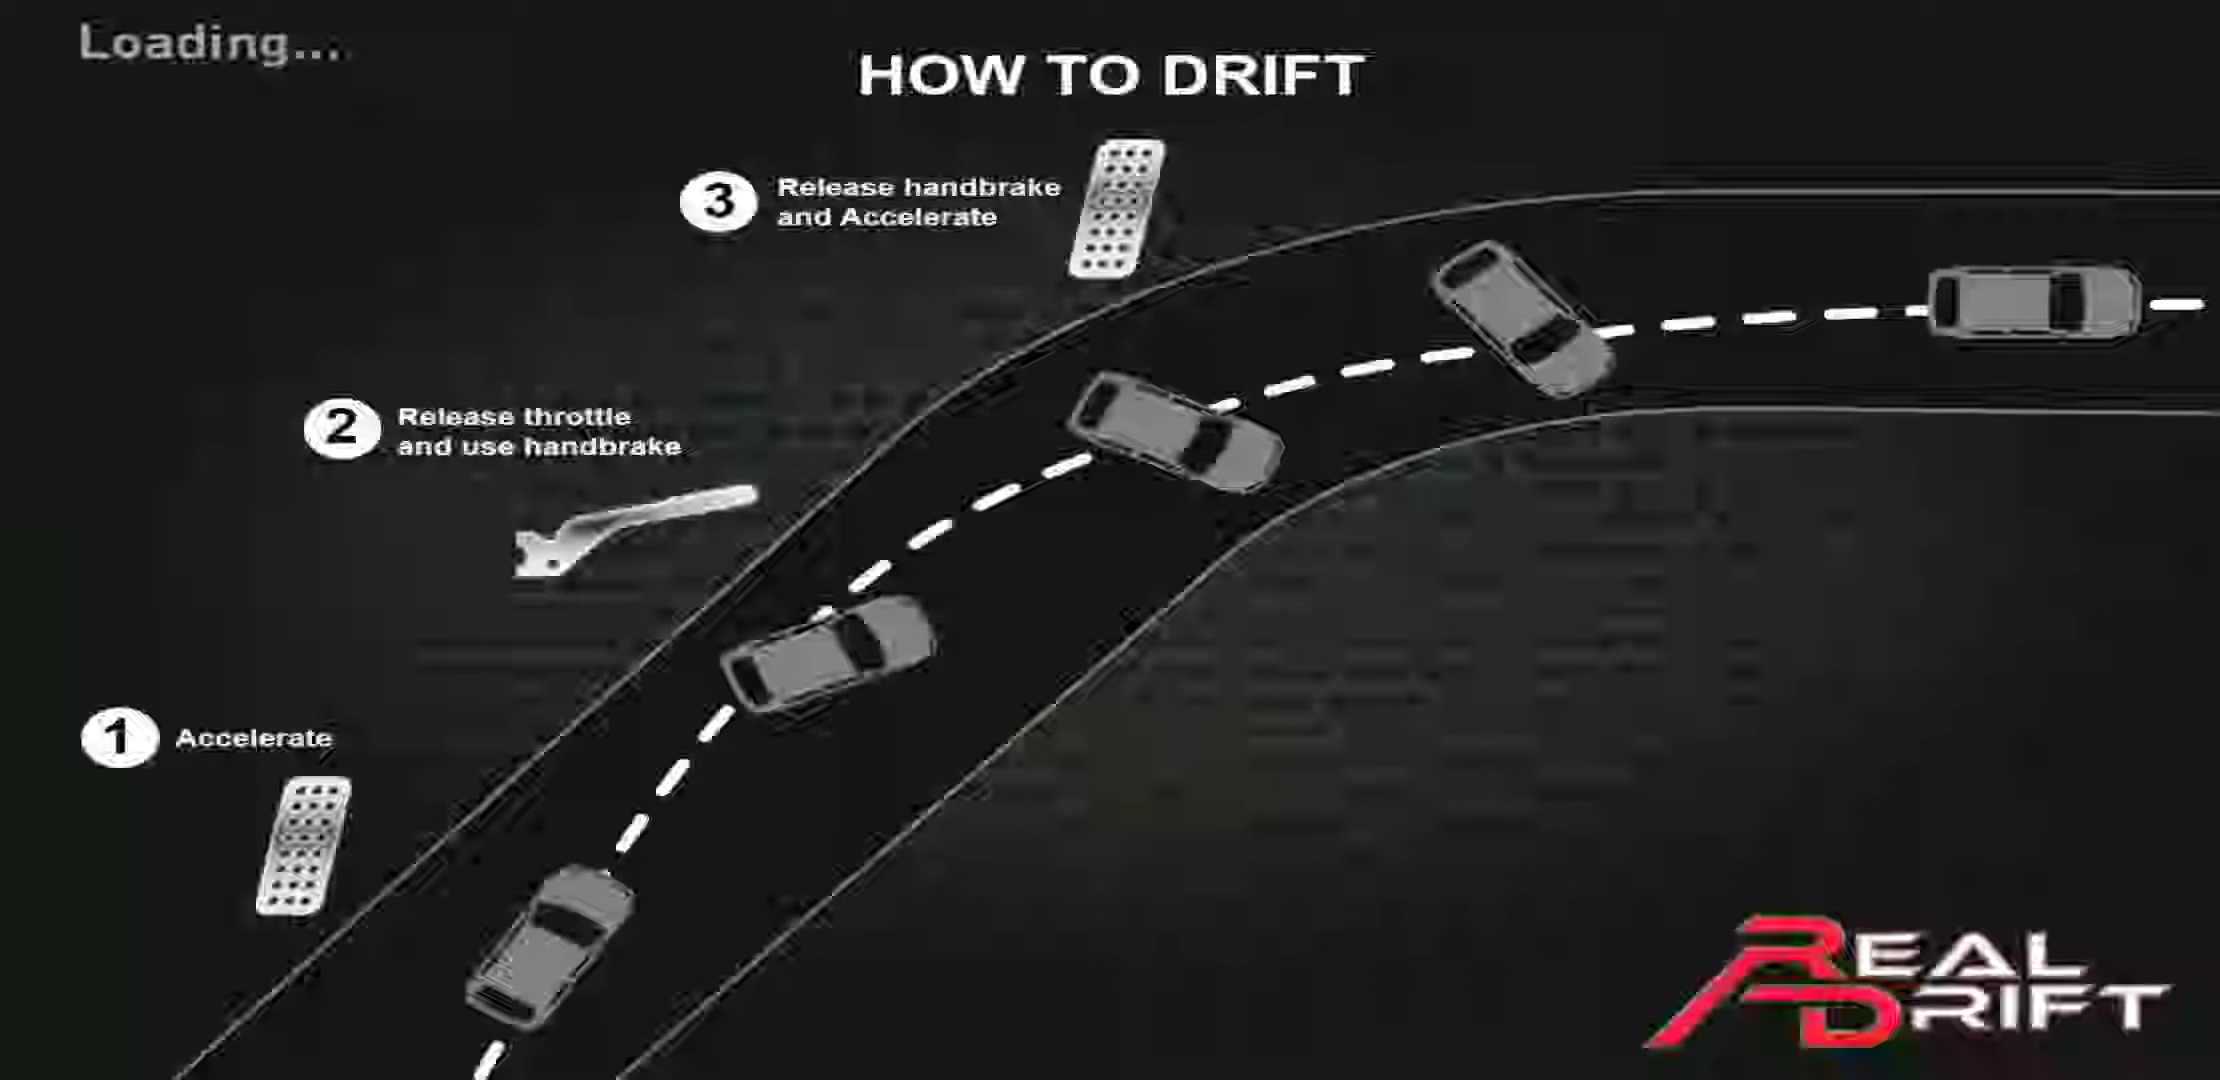 Loading...
HOW TO DRIFT
3
Release handbrake
and Accelerate
2
Release throttle
and use handbrake
1
Accelerate
REAL
DRIFT